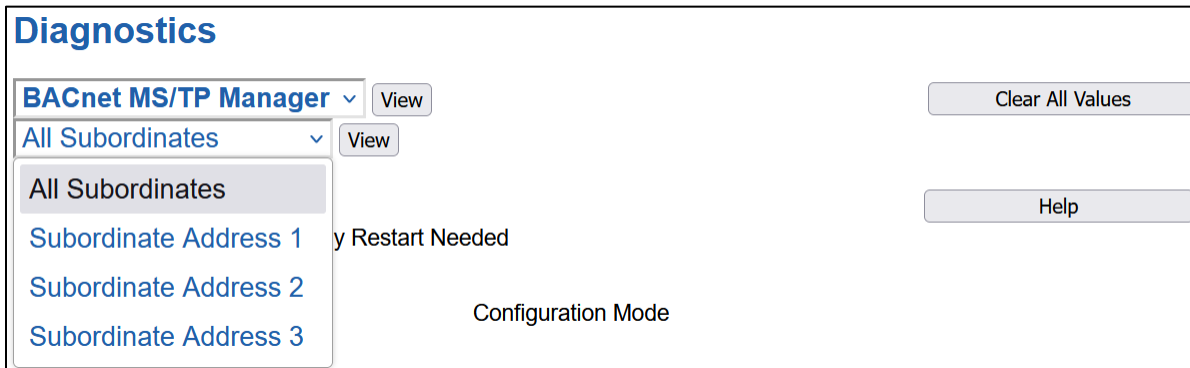 Diagnostics
BACnet MS/TP Manager View Clear All Values
All Subordinates View
All Subordinates
Help
Subordinate Address 1 y Restart Needed
Subordinate Address 2
Configuration Mode
Subordinate Address 3